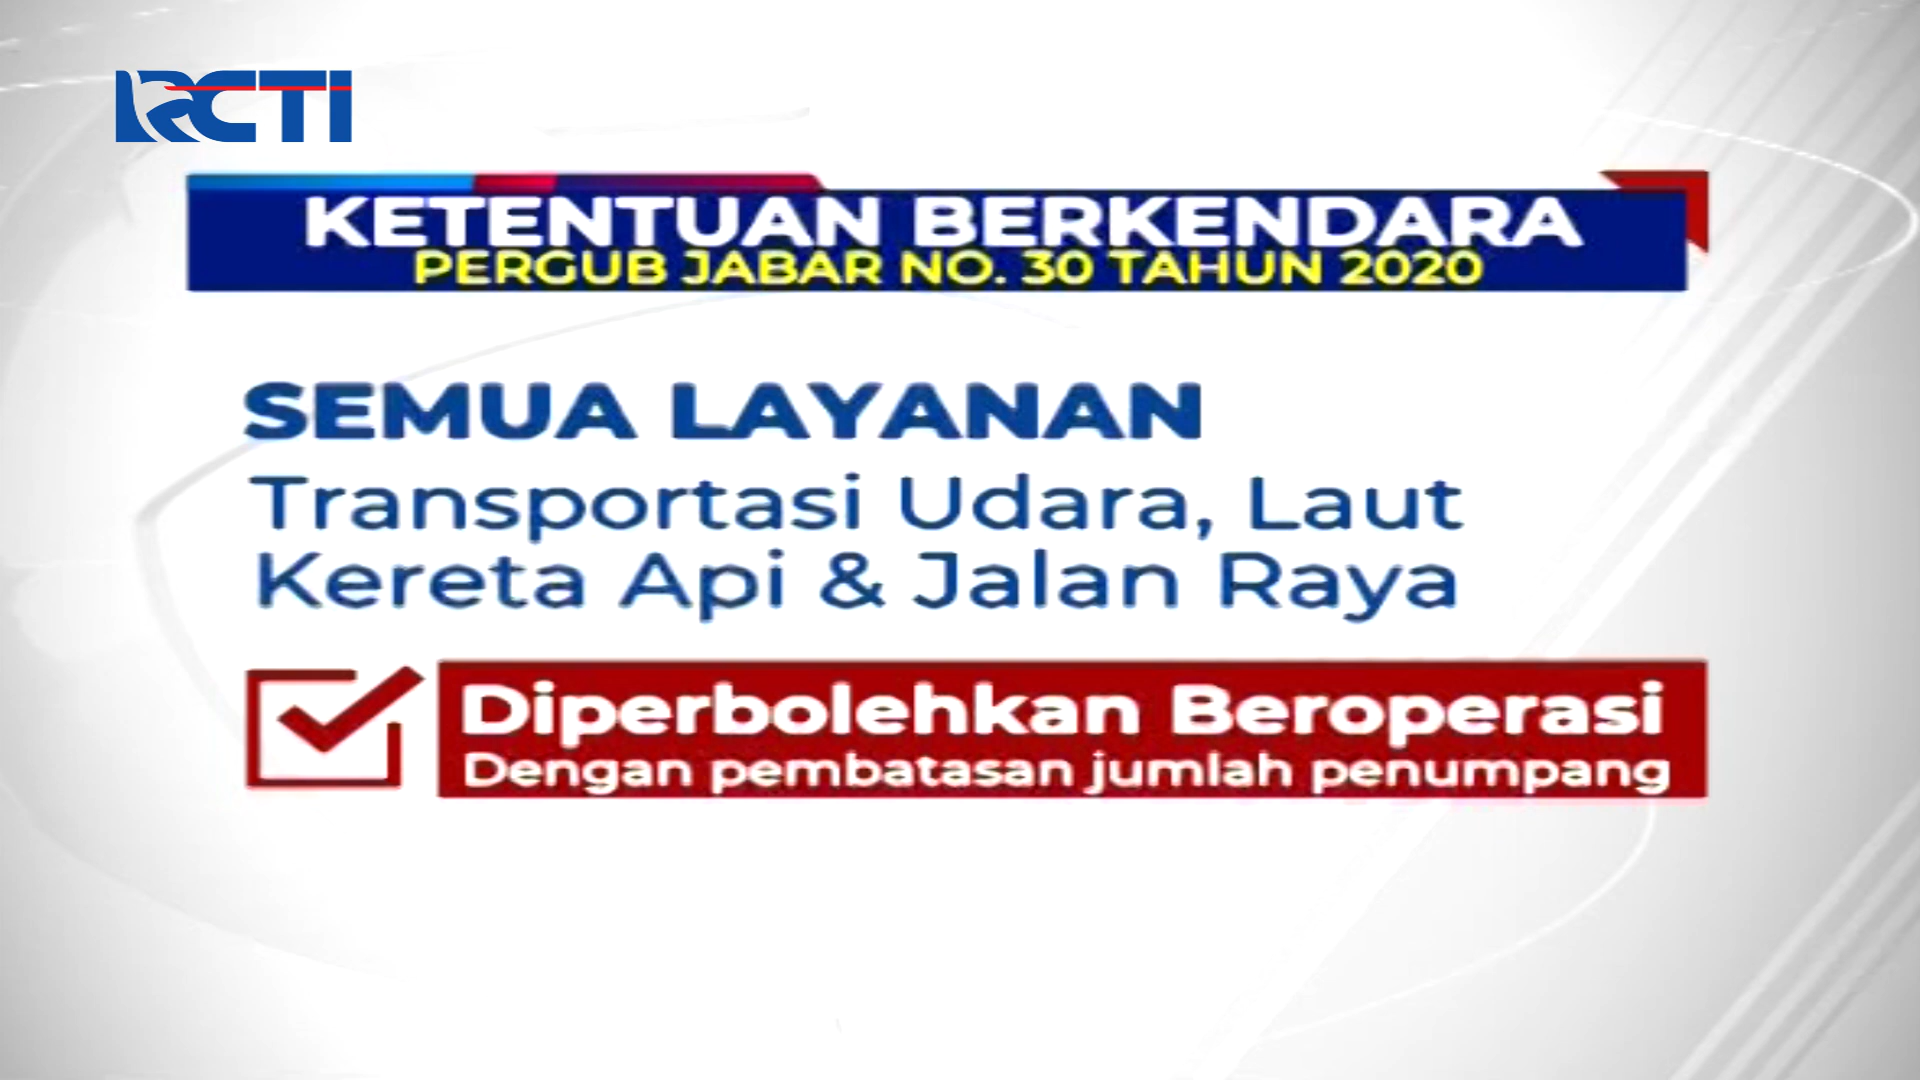 RCTI
KETENTUAN BERKENDARA
PERGUB JABAR NO. 30 TAHUN 2020
SEMUA LAYANAN
Transportasi Udara, Laut
Kereta Api & Jalan Raya
Diperbolehkan Beroperasi
Dengan pembatasan jumlah penumpang